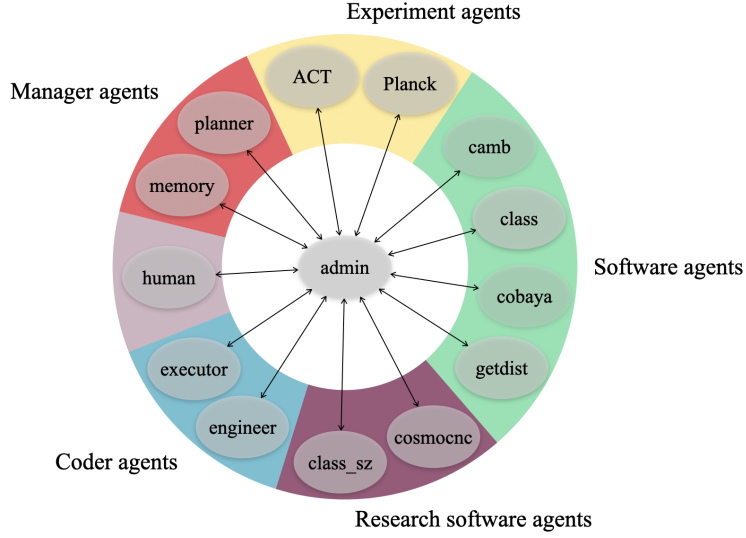 Experiment agents
ACT
Planck
Manager agents
planner
memory
camb
class
human
admin
Software agents
cobaya
executor
getdist
engineer
cosmocnc
Coder agents
class_sz
Research software agents